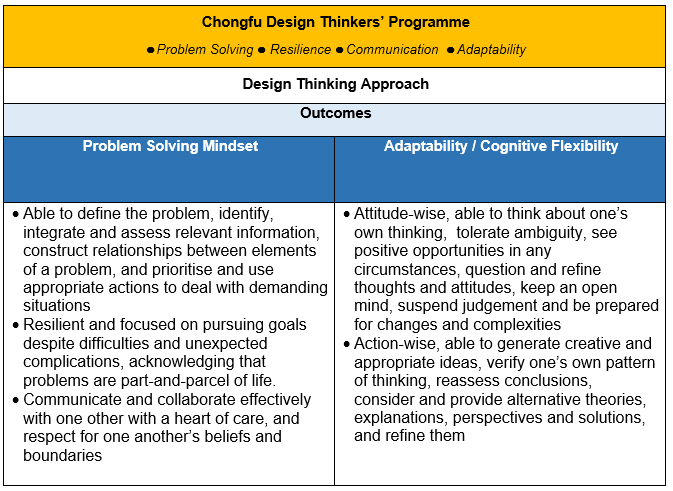 Chongfu Design Thinkers’ Programme
● Problem Solving ● Resilience ● Communication ● Adaptability
Design Thinking Approach
Outcomes
Problem Solving Mindset
Adaptability / Cognitive Flexibility
● Able to define the problem, identify,
integrate and assess relevant information,
construct relationships between elements
of a problem, and prioritise and use
appropriate actions to deal with demanding
situations
● Resilient and focused on pursuing goals
despite difficulties and unexpected
complications, acknowledging that
problems are part-and-parcel of life.
● Communicate and collaborate effectively
with one other with a heart of care, and
respect for one another’s beliefs and
boundaries
● Attitude-wise, able to think about one’s
own thinking, tolerate ambiguity, see
positive opportunities in any
circumstances, question and refine
thoughts and attitudes, keep an open
mind, suspend judgement and be prepared
for changes and complexities
● Action-wise, able to generate creative and
appropriate ideas, verify one’s own pattern
of thinking, reassess conclusions,
consider and provide alternative theories,
explanations, perspectives and solutions,
and refine them